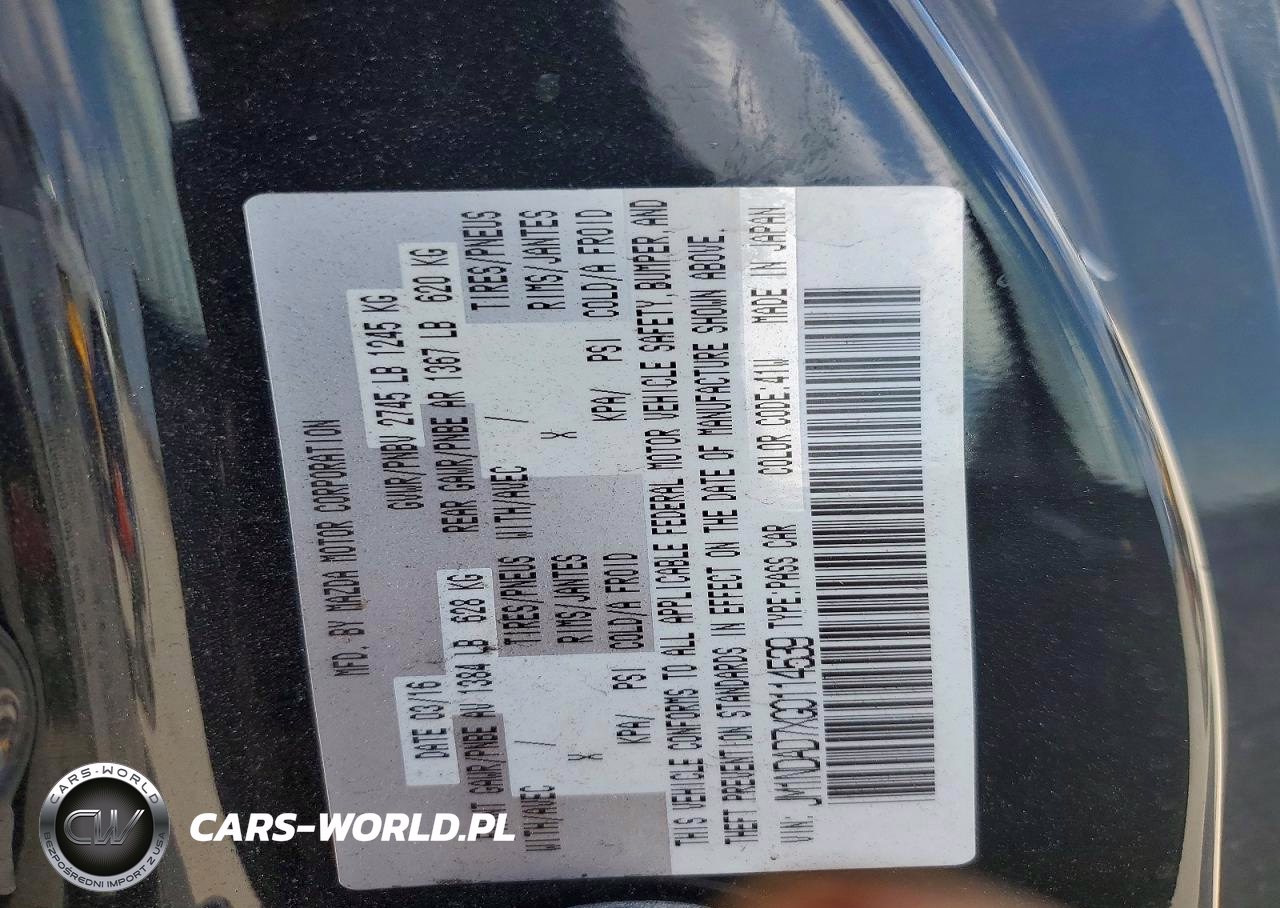 MFD. BY MAZDA MOTOR CORPORATION
DATE 03/16 GVWR/PNBV 2745 LB 1245 KG
GAWR/PNBE AV 1384 LB 628 KG REAR GAWR/PNBE AR 1367 LB 620 KG
WITH/AVEC TIRES/PNEUS WITH/AVEC TIRES/PNEUS
/ RIMS/JANTES / RIMS/JANTES
X COLD/A FROID X COLD/A FROID
KPA/ PSI KPA/ PSI
THIS VEHICLE CONFORMS TO ALL APPLICABLE FEDERAL MOTOR VEHICLE SAFETY, BUMPER, AND
THEFT PREVENTION STANDARDS IN EFFECT ON THE DATE OF MANUFACTURE SHOWN ABOVE.
VIN: JM1NDAD7XG0114539 TYPE:PASS CAR COLOR CODE:41W MADE IN JAPAN
CARS-WORLD
CW
BEZPOŚREDNI IMPORT Z USA
CARS-WORLD.PL